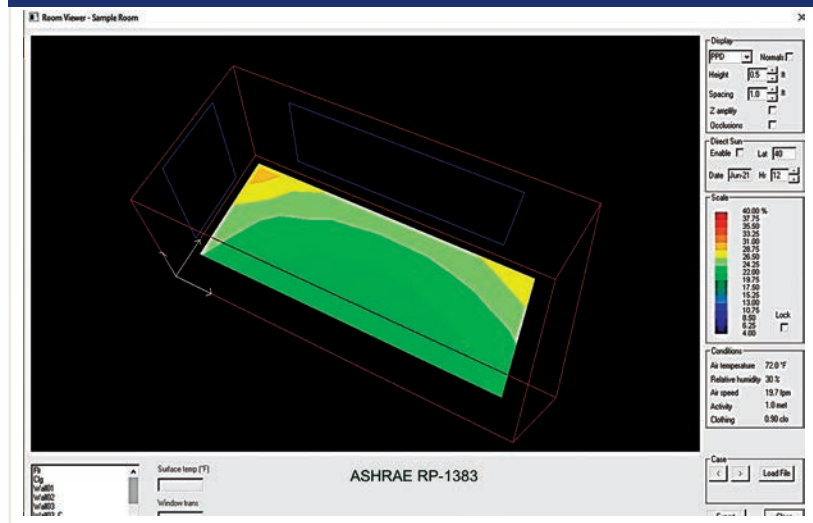 Room Viewer - Sample Room
Display
PPD Normals
Height 0.5 ft
Spacing 1.0 ft
Z amplify
Occlusions
Direct Sun
Enable Lat 40
Date Jun-21 Hr 12
Scale
40.00 %
37.75
35.50
33.25
31.00
28.75
26.50
24.25
22.00
19.75
17.50
15.25
13.00
10.75
8.50
6.25
4.00
Lock
Conditions
Air temperature 72.0 °F
Relative humidity 30 %
Air speed 19.7 fpm
Activity 1.0 met
Clothing 0.90 clo
Case
< > Load File
Flr
Clg
Wall01
Wall02
Wall03
Surface temp (°F)
Window trans
ASHRAE RP-1383